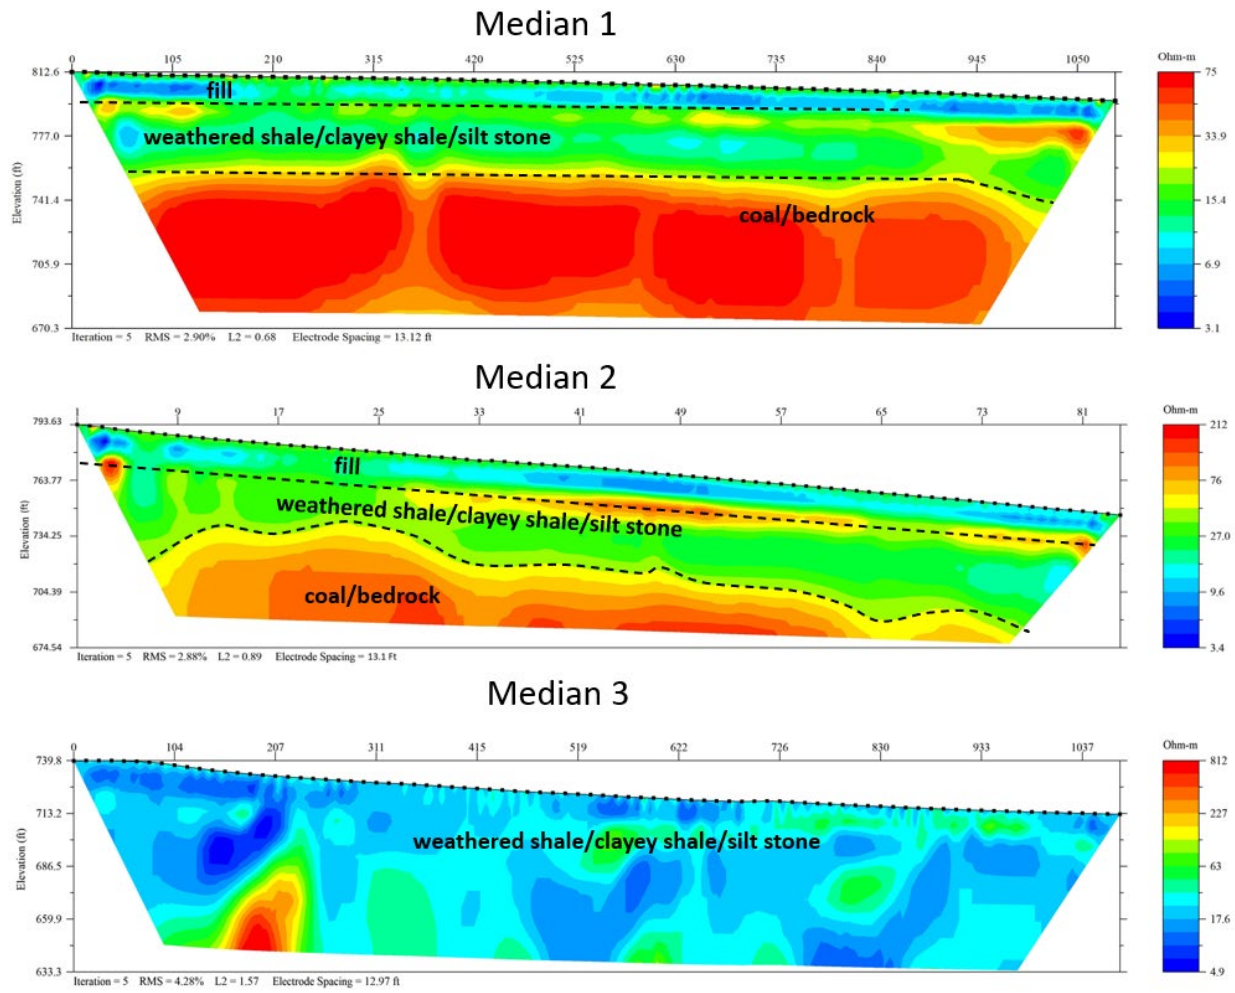 Median 1
0 105 210 315 420 525 630 735 840 945 1050
Ohm-m
812.6
777.0
741.4
705.9
670.3
Elevation (ft)
fill
weathered shale/clayey shale/silt stone
coal/bedrock
75
33.9
15.4
6.9
3.1
Iteration = 5 RMS = 2.90% L2 = 0.68 Electrode Spacing = 13.12 ft
Median 2
1 9 17 25 33 41 49 57 65 73 81
Ohm-m
793.63
763.77
734.25
704.39
674.54
Elevation (ft)
fill
weathered shale/clayey shale/silt stone
coal/bedrock
212
76
27.0
9.6
3.4
Iteration = 5 RMS = 2.88% L2 = 0.89 Electrode Spacing = 13.1 Ft
Median 3
0 104 207 311 415 519 622 726 830 933 1037
Ohm-m
739.8
713.2
686.5
659.9
633.3
Elevation (ft)
weathered shale/clayey shale/silt stone
812
227
63
17.6
4.9
Iteration = 5 RMS = 4.28% L2 = 1.57 Electrode Spacing = 12.97 ft